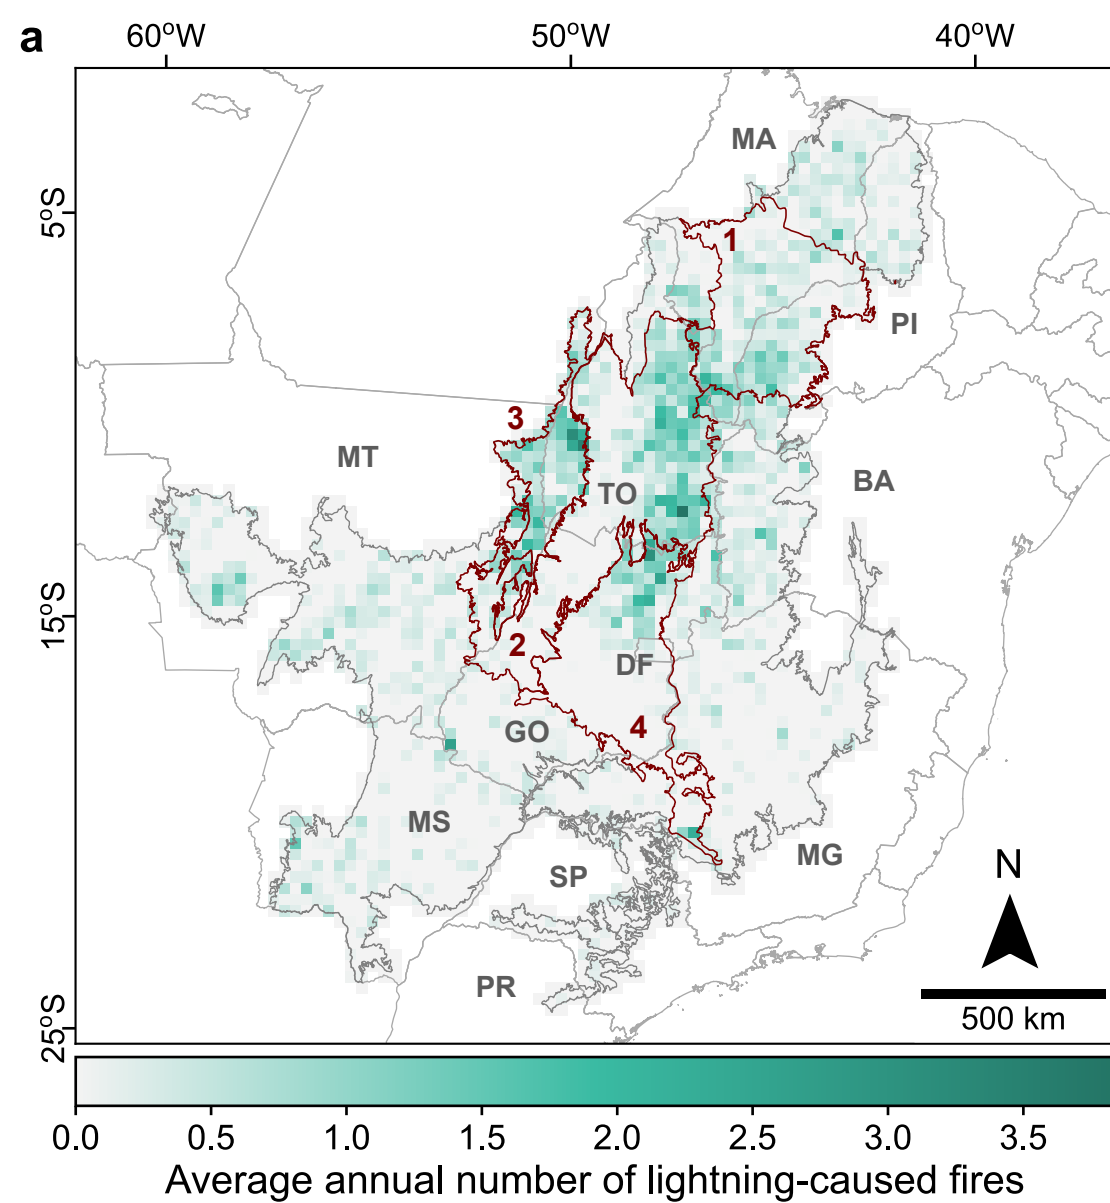 a
60°W 50°W 40°W
MA
5°S
1
PI
3
MT
TO
BA
15°S
2
DF
GO
4
MS
MG
SP
N
PR
500 km
25°S
0.0 0.5 1.0 1.5 2.0 2.5 3.0 3.5
Average annual number of lightning-caused fires